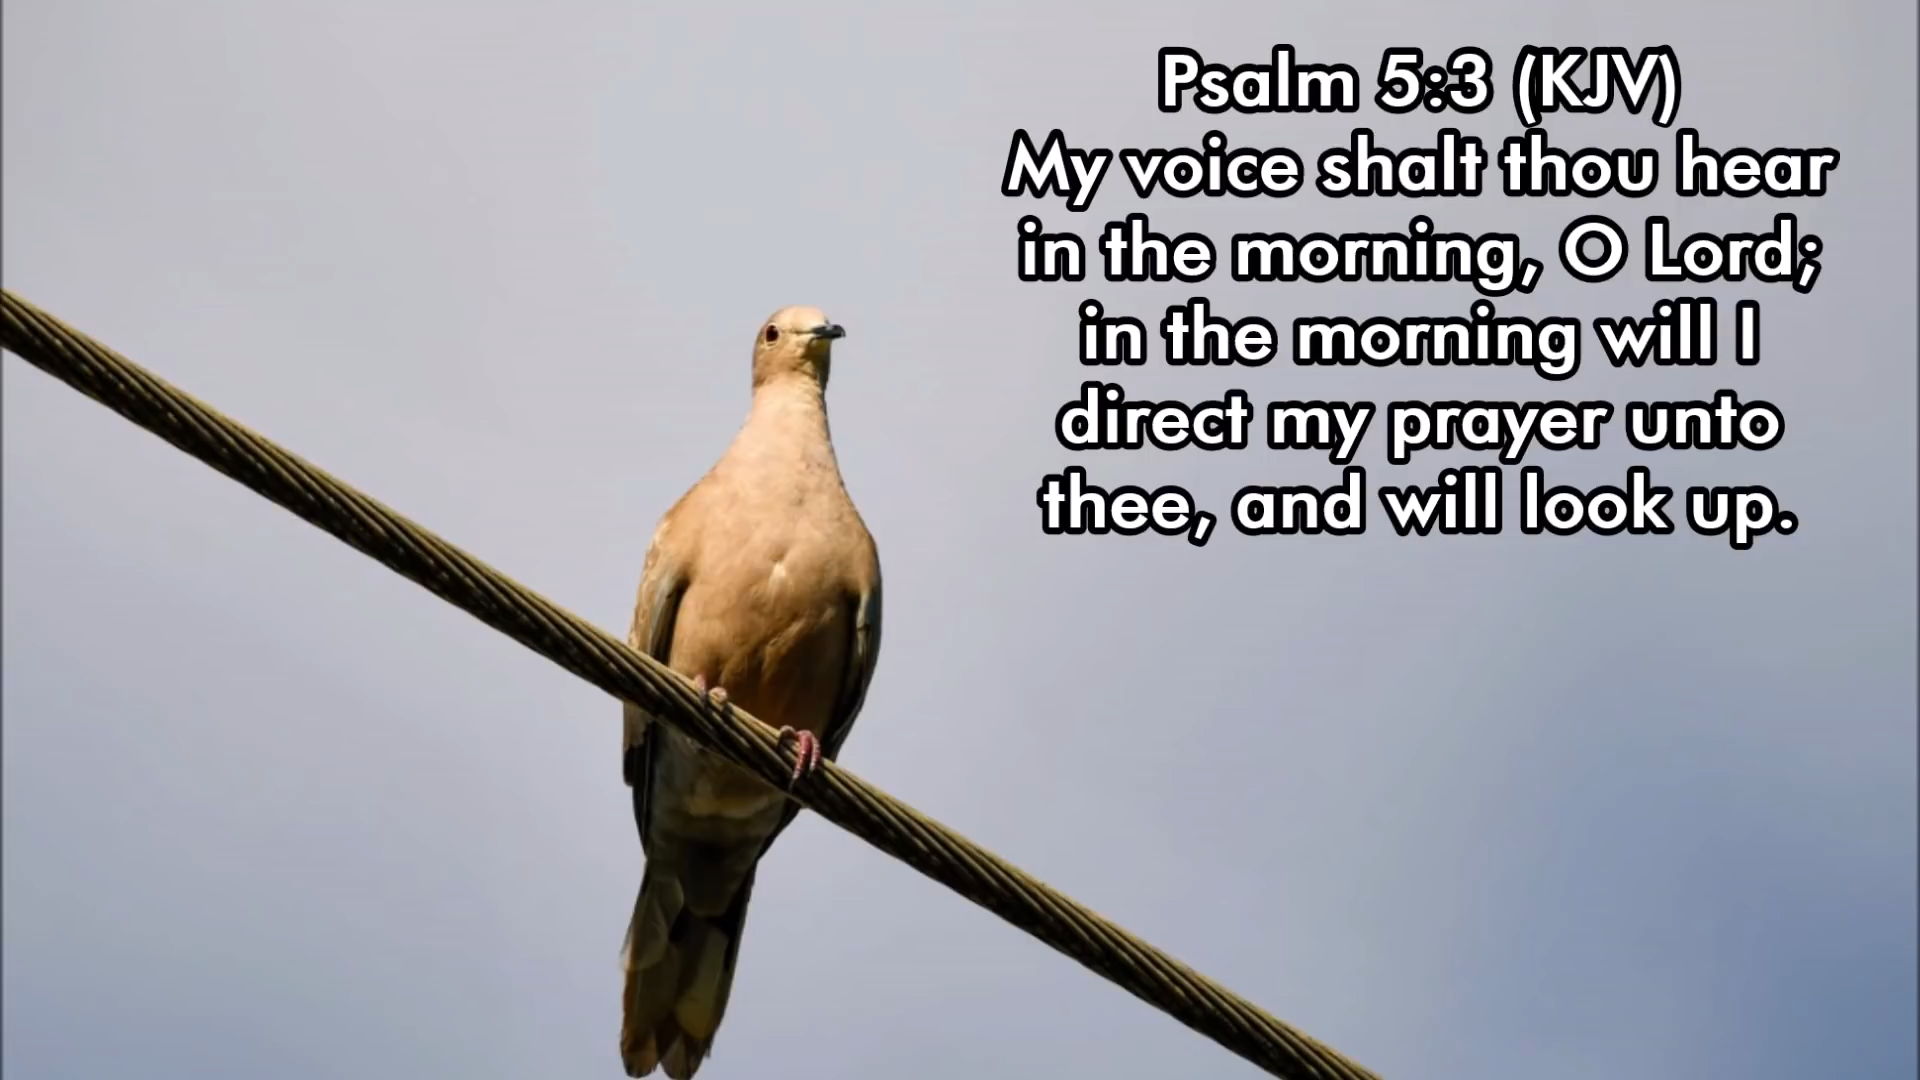 Psalm 5:3 (KJV)
My voice shalt thou hear
in the morning, O Lord;
in the morning will I
direct my prayer unto
thee, and will look up.